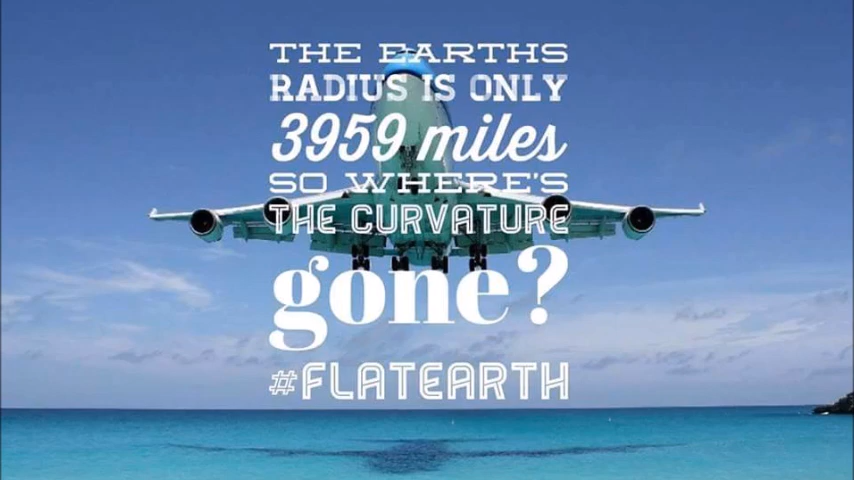 THE EARTHS
RADIUS IS ONLY
3959 miles
SO WHERE'S
THE CURVATURE
gone?
#FLATEARTH